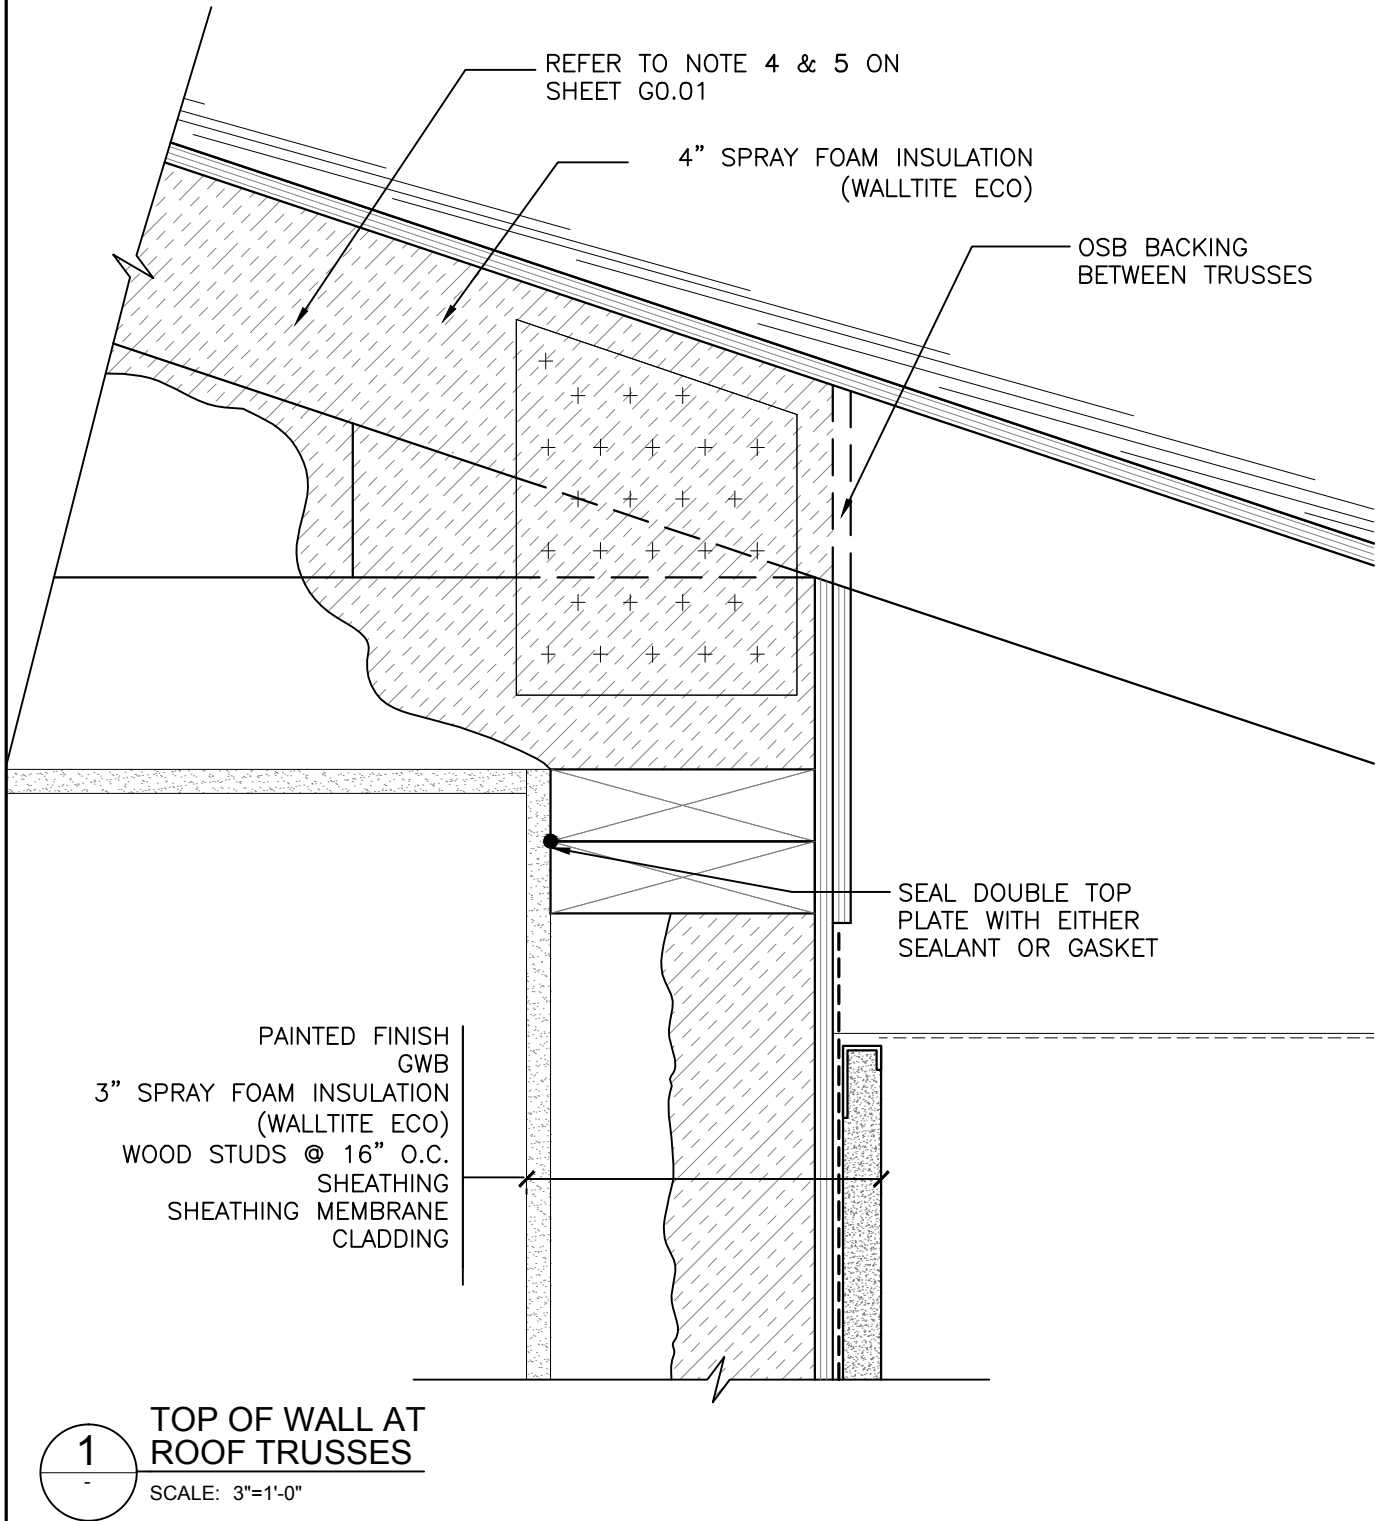 REFER TO NOTE 4 & 5 ON
SHEET G0.01
4” SPRAY FOAM INSULATION
(WALLTITE ECO)
OSB BACKING
BETWEEN TRUSSES
SEAL DOUBLE TOP
PLATE WITH EITHER
SEALANT OR GASKET
PAINTED FINISH
GWB
3” SPRAY FOAM INSULATION
(WALLTITE ECO)
WOOD STUDS @ 16” O.C.
SHEATHING
SHEATHING MEMBRANE
CLADDING
1
-
TOP OF WALL AT
ROOF TRUSSES
SCALE: 3"=1'-0"